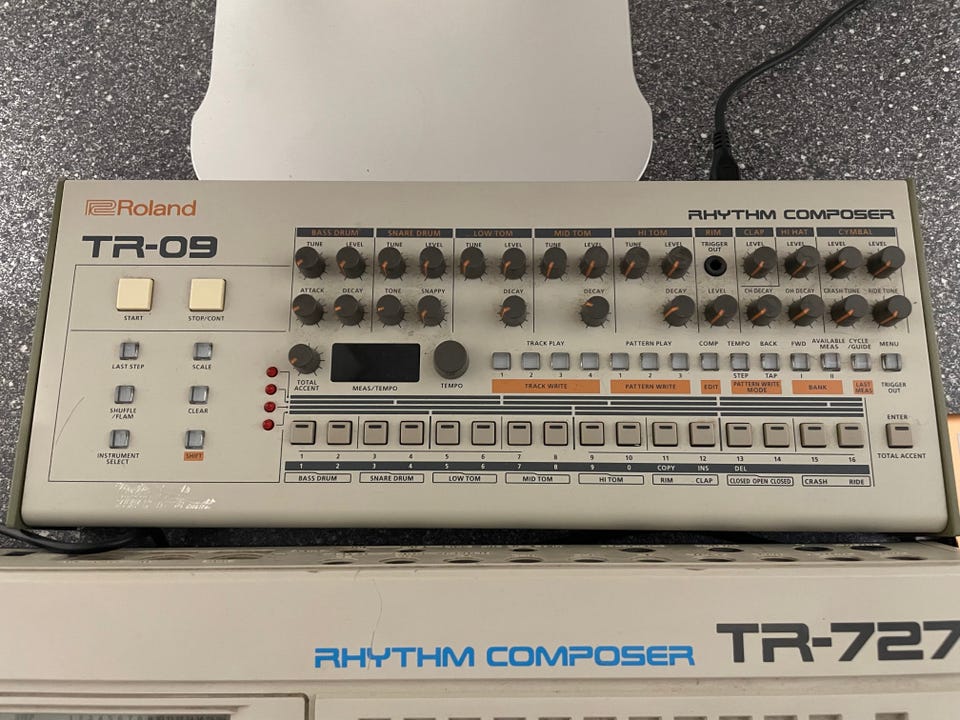 Roland
RHYTHM COMPOSER
TR-09
BASS DRUM SNARE DRUM LOW TOM MID TOM HI TOM RIM CLAP HI HAT CYMBAL
TUNE LEVEL TUNE LEVEL TUNE LEVEL TUNE LEVEL TUNE LEVEL TRIGGER OUT LEVEL LEVEL LEVEL LEVEL
ATTACK DECAY TONE SNAPPY DECAY DECAY DECAY LEVEL CH DECAY OH DECAY CRASH TUNE RIDE TUNE
START STOP/CONT
TRACK PLAY PATTERN PLAY COMP TEMPO BACK FWD AVAILABLE MEAS CYCLE /GUIDE MENU
LAST STEP SCALE
1 2 3 4 1 2 3 STEP TAP I II
TOTAL ACCENT MEAS/TEMPO TEMPO TRACK WRITE PATTERN WRITE EDIT PATTERN WRITE MODE BANK LAST MEAS TRIGGER OUT
SHUFFLE /FLAM CLEAR
ENTER
INSTRUMENT SELECT SHIFT
TOTAL ACCENT
1 2 3 4 5 6 7 8 9 10 11 12 13 14 15 16
1 2 3 4 5 6 7 8 9 0 COPY INS DEL
BASS DRUM SNARE DRUM LOW TOM MID TOM HI TOM RIM CLAP CLOSED OPEN CLOSED CRASH RIDE
RHYTHM COMPOSER TR-727